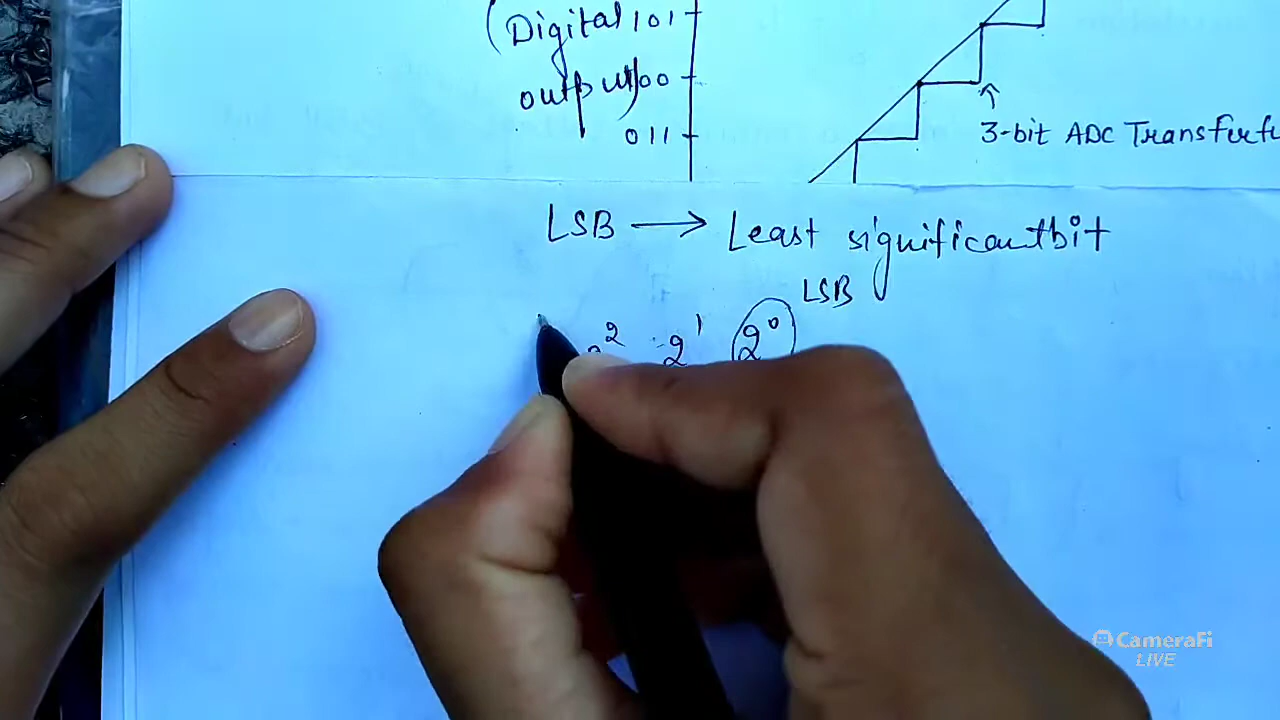 (Digital 101
output) 100
011
3-bit ADC Transfer fu
LSB → Least significant bit
LSB
2² 2¹ 2⁰
CameraFi
LIVE